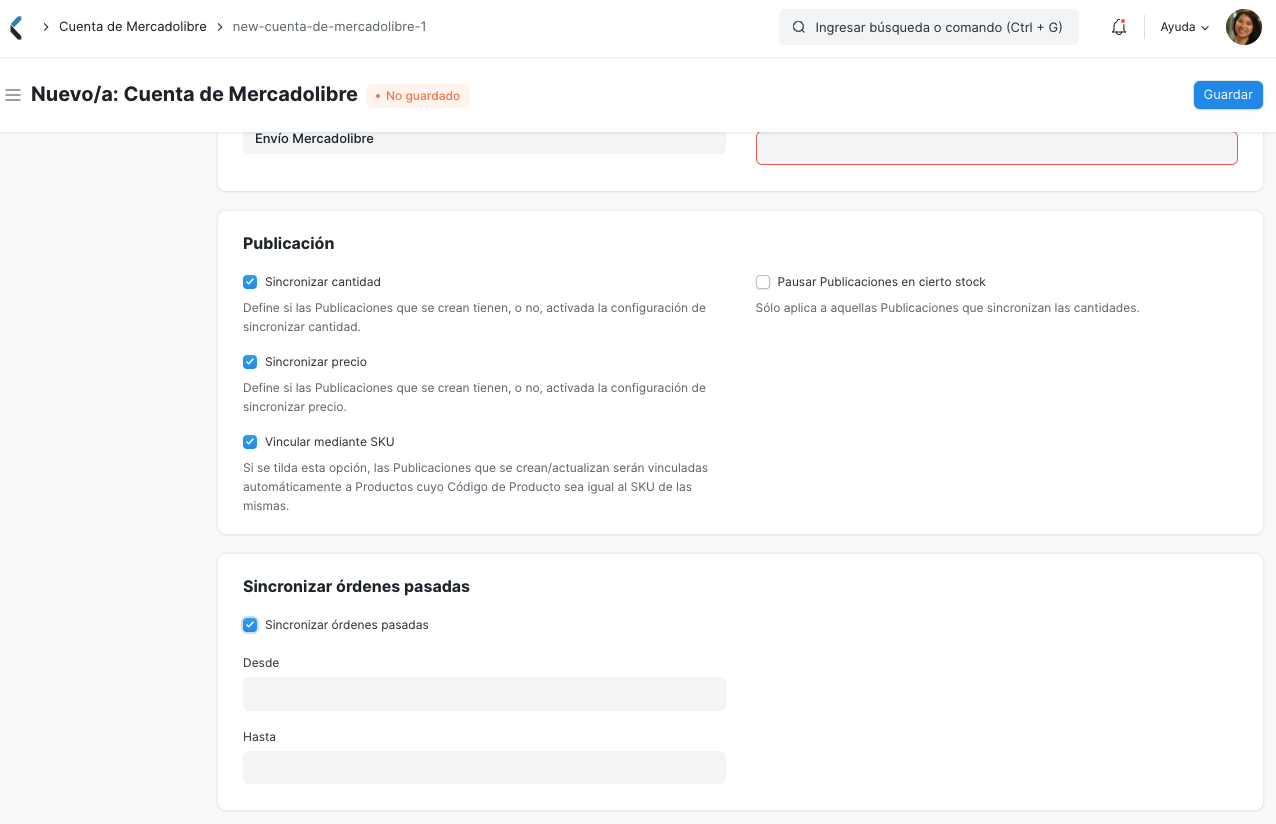 Cuenta de Mercadolibre
new-cuenta-de-mercadolibre-1
Ingresar búsqueda o comando (Ctrl + G)
Ayuda
Nuevo/a: Cuenta de Mercadolibre
No guardado
Guardar
Envío Mercadolibre
Publicación
Sincronizar cantidad
Define si las Publicaciones que se crean tienen, o no, activada la configuración de
sincronizar cantidad.
Sincronizar precio
Define si las Publicaciones que se crean tienen, o no, activada la configuración de
sincronizar precio.
Vincular mediante SKU
Si se tilda esta opción, las Publicaciones que se crean/actualizan serán vinculadas
automáticamente a Productos cuyo Código de Producto sea igual al SKU de las
mismas.
Pausar Publicaciones en cierto stock
Sólo aplica a aquellas Publicaciones que sincronizan las cantidades.
Sincronizar órdenes pasadas
Sincronizar órdenes pasadas
Desde
Hasta